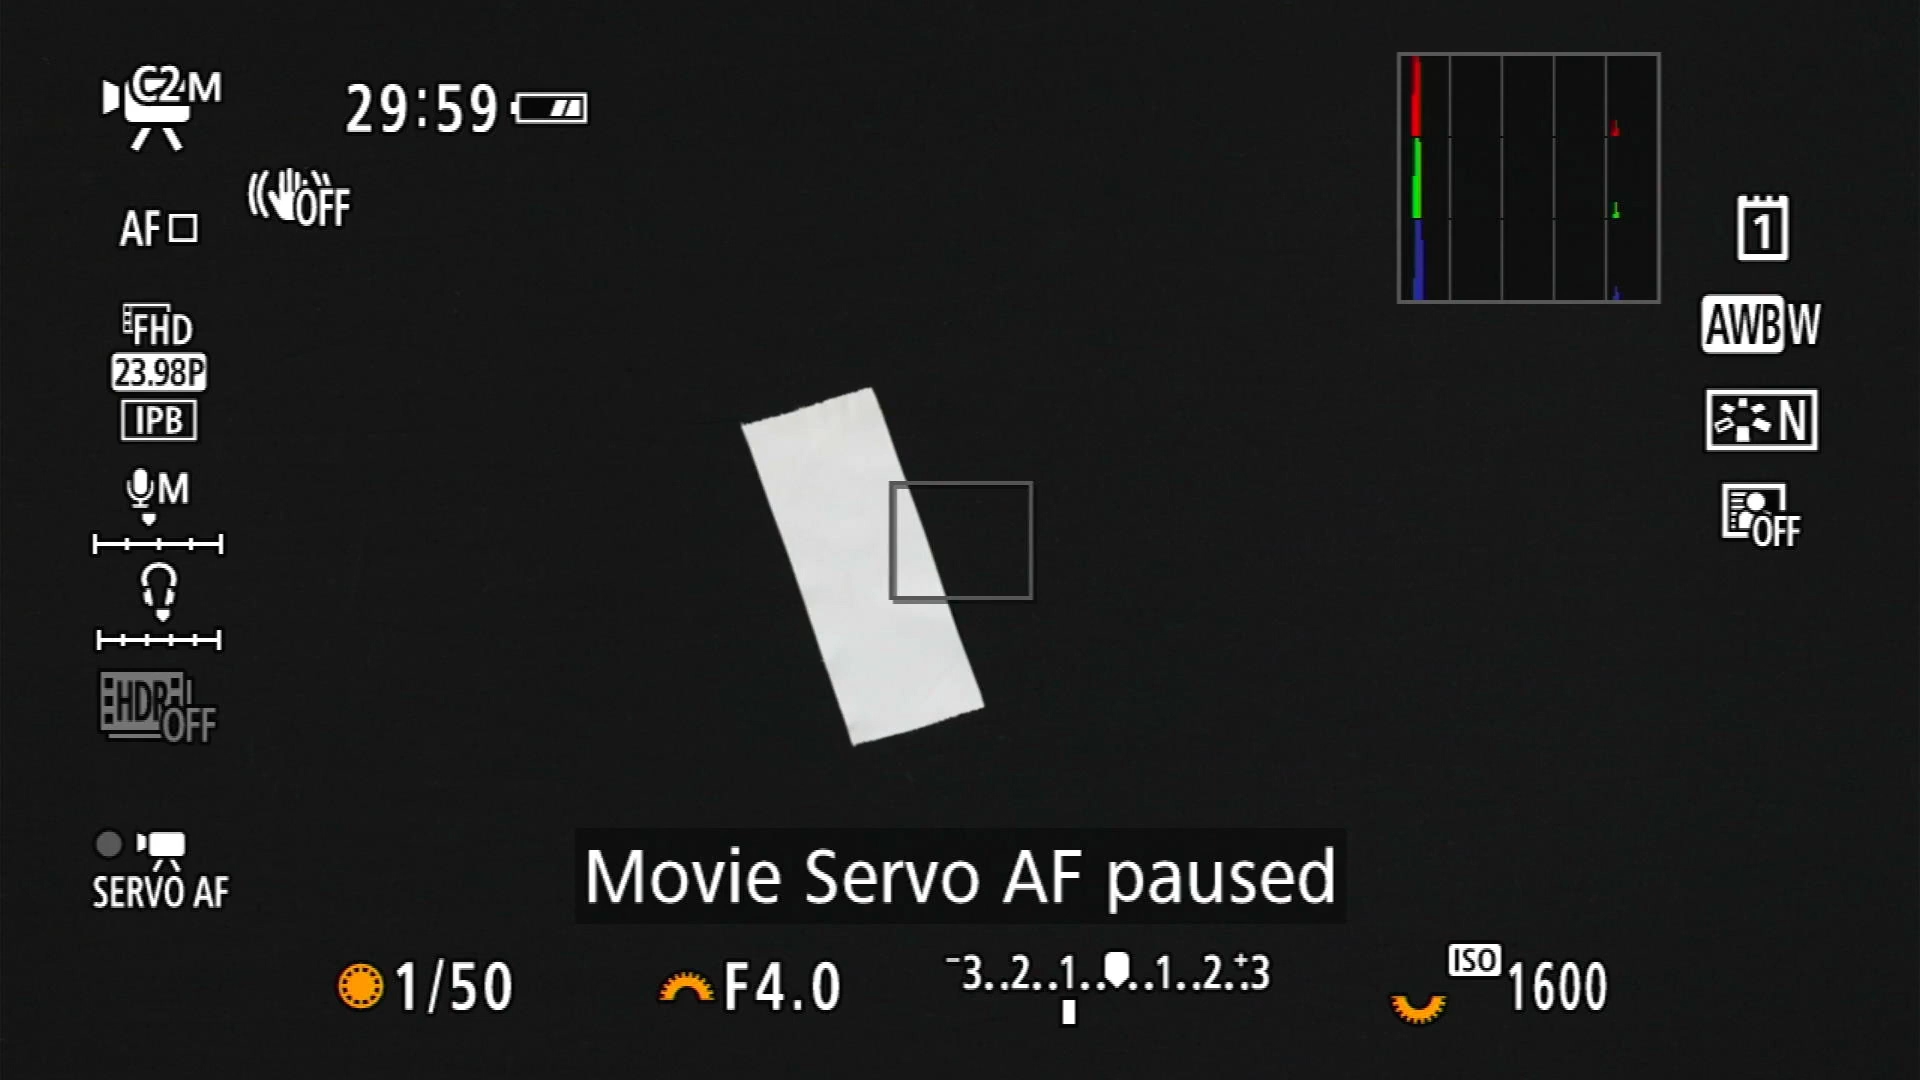 C2 M
29:59
OFF
AF
FHD
23.98P
IPB
M
HDR OFF
SERVO AF
1
AWB W
N
OFF
Movie Servo AF paused
1/50
F4.0
-3..2..1..0..1..2..+3
ISO 1600